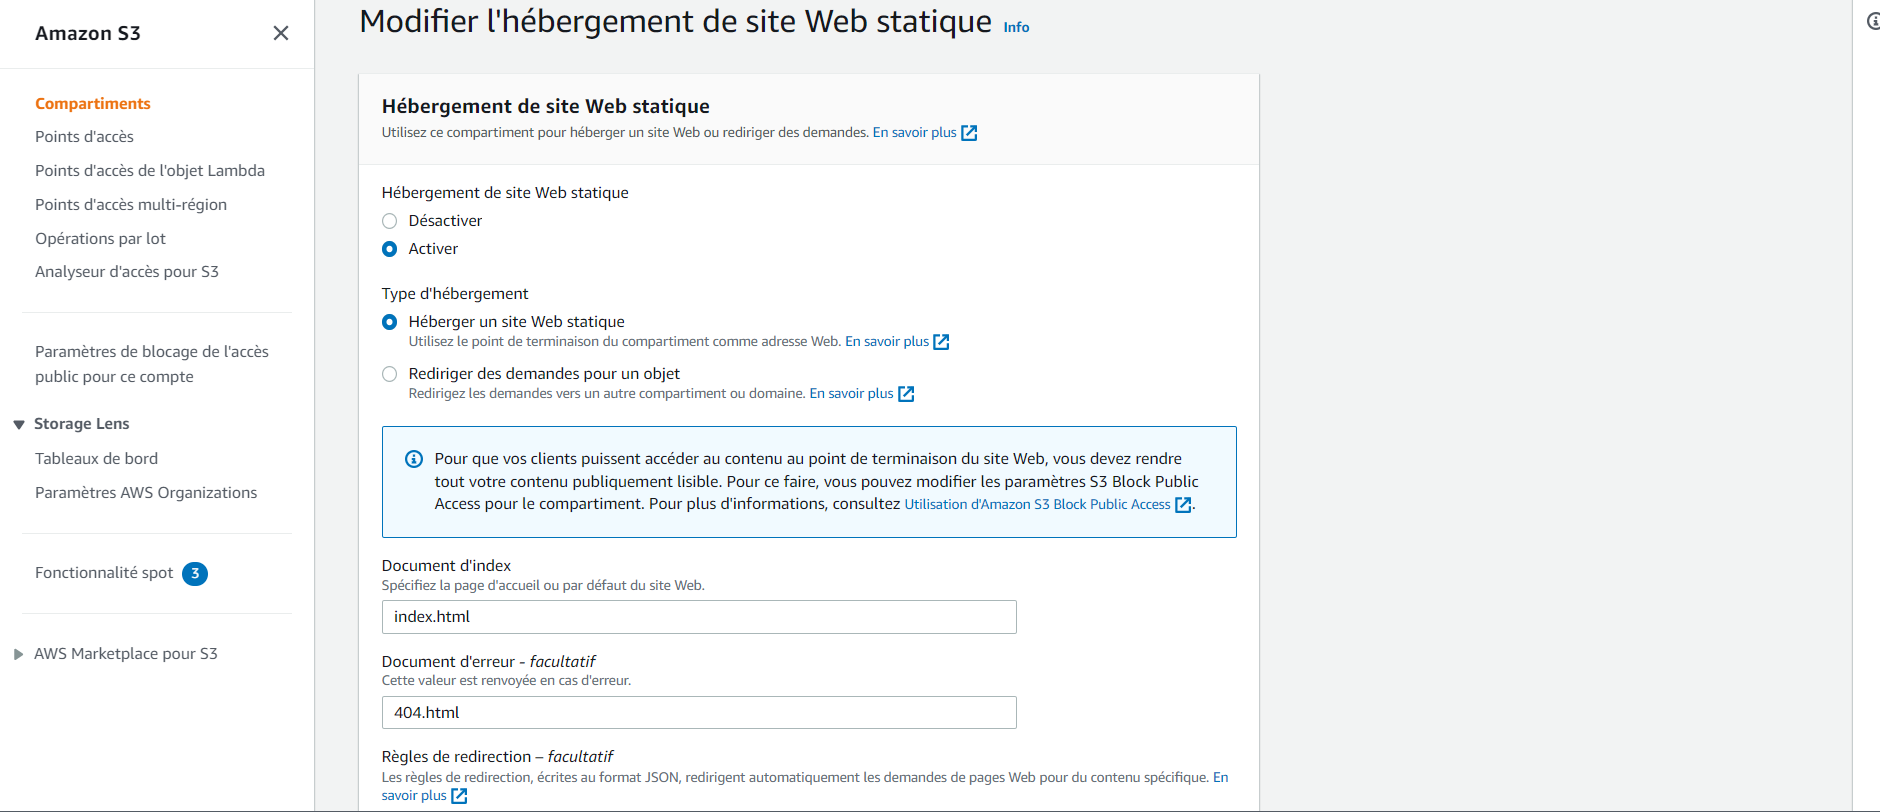 Amazon S3
Compartiments
Points d'accès
Points d'accès de l'objet Lambda
Points d'accès multi-région
Opérations par lot
Analyseur d'accès pour S3
Paramètres de blocage de l'accès
public pour ce compte
Storage Lens
Tableaux de bord
Paramètres AWS Organizations
Fonctionnalité spot 3
AWS Marketplace pour S3
Modifier l'hébergement de site Web statique Info
Hébergement de site Web statique
Utilisez ce compartiment pour héberger un site Web ou rediriger des demandes. En savoir plus
Hébergement de site Web statique
Désactiver
Activer
Type d'hébergement
Héberger un site Web statique
Utilisez le point de terminaison du compartiment comme adresse Web. En savoir plus
Rediriger des demandes pour un objet
Redirigez les demandes vers un autre compartiment ou domaine. En savoir plus
Pour que vos clients puissent accéder au contenu au point de terminaison du site Web, vous devez rendre
tout votre contenu publiquement lisible. Pour ce faire, vous pouvez modifier les paramètres S3 Block Public
Access pour le compartiment. Pour plus d'informations, consultez Utilisation d'Amazon S3 Block Public Access.
Document d'index
Spécifiez la page d'accueil ou par défaut du site Web.
index.html
Document d'erreur - facultatif
Cette valeur est renvoyée en cas d'erreur.
404.html
Règles de redirection – facultatif
Les règles de redirection, écrites au format JSON, redirigent automatiquement les demandes de pages Web pour du contenu spécifique. En
savoir plus